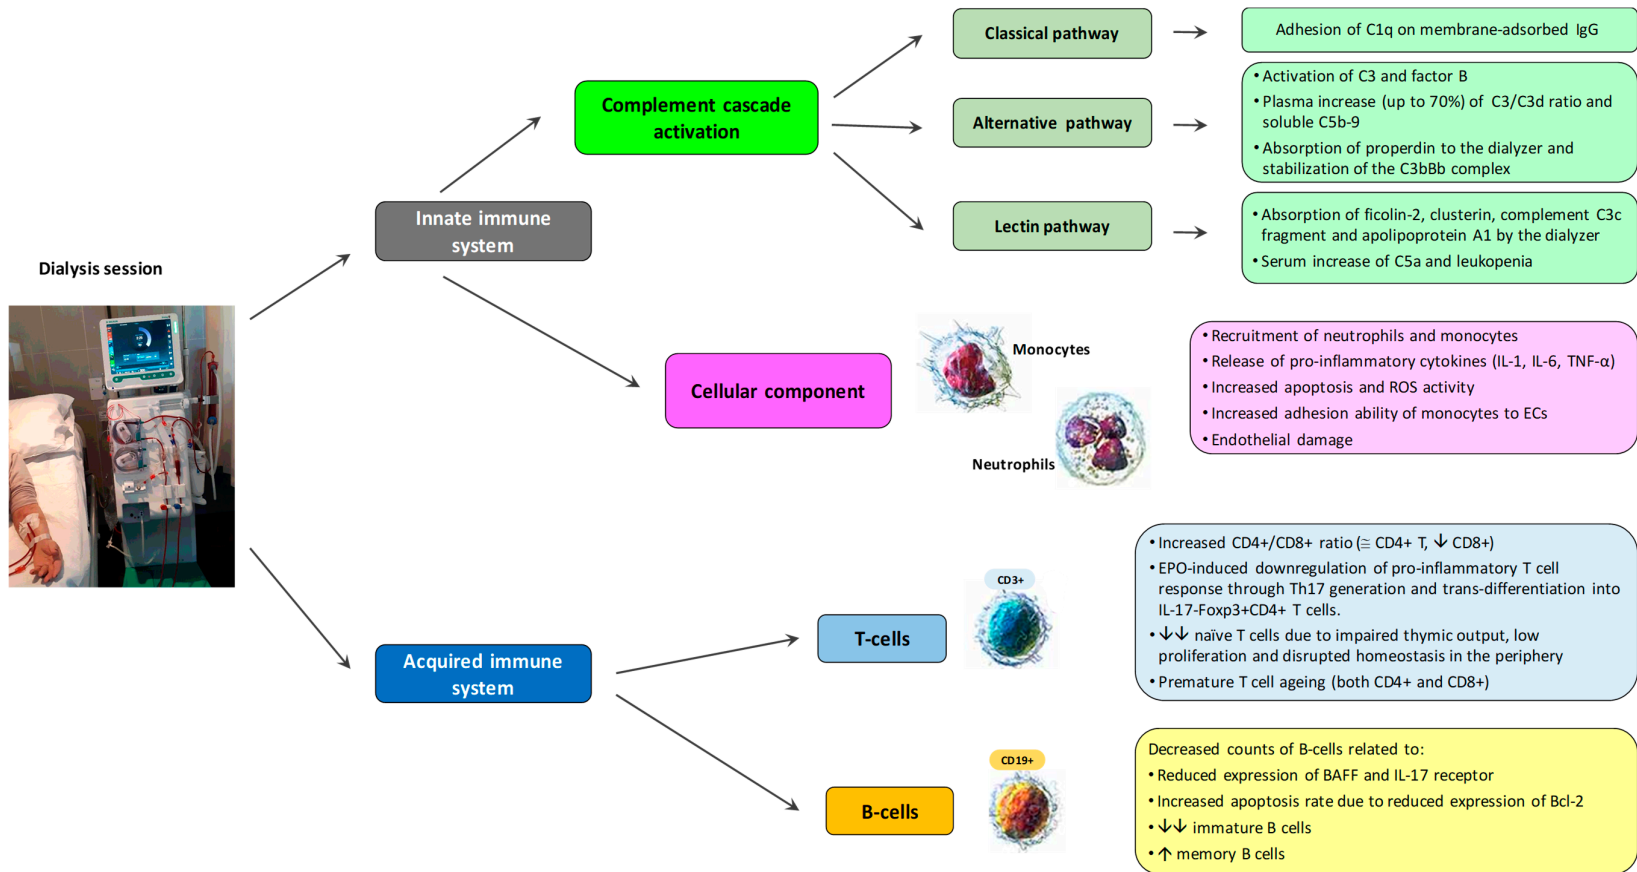 Dialysis session
Innate immune
system
Complement cascade
activation
Classical pathway
Adhesion of C1q on membrane-adsorbed IgG
Alternative pathway
• Activation of C3 and factor B
• Plasma increase (up to 70%) of C3/C3d ratio and
soluble C5b-9
• Absorption of properdin to the dialyzer and
stabilization of the C3bBb complex
Lectin pathway
• Absorption of ficolin-2, clusterin, complement C3c
fragment and apolipoprotein A1 by the dialyzer
• Serum increase of C5a and leukopenia
Cellular component
Monocytes
Neutrophils
• Recruitment of neutrophils and monocytes
• Release of pro-inflammatory cytokines (IL-1, IL-6, TNF-α)
• Increased apoptosis and ROS activity
• Increased adhesion ability of monocytes to ECs
• Endothelial damage
Acquired immune
system
T-cells
CD3+
• Increased CD4+/CD8+ ratio (≅ CD4+ T, ↓ CD8+)
• EPO-induced downregulation of pro-inflammatory T cell
response through Th17 generation and trans-differentiation into
IL-17-Foxp3+CD4+ T cells.
• ↓↓ naïve T cells due to impaired thymic output, low
proliferation and disrupted homeostasis in the periphery
• Premature T cell ageing (both CD4+ and CD8+)
B-cells
CD19+
Decreased counts of B-cells related to:
• Reduced expression of BAFF and IL-17 receptor
• Increased apoptosis rate due to reduced expression of Bcl-2
• ↓↓ immature B cells
• ↑ memory B cells